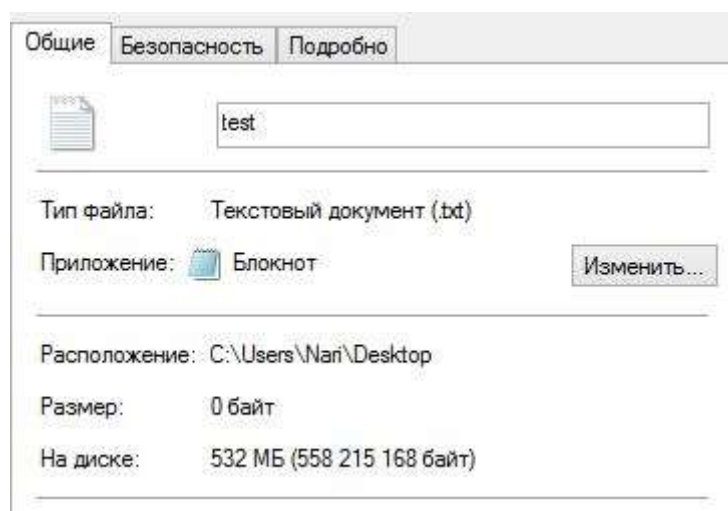 Общие Безопасность Подробно
test
Тип файла: Текстовый документ (.txt)
Приложение: Блокнот Изменить...
Расположение: C:\Users\Nari\Desktop
Размер: 0 байт
На диске: 532 МБ (558 215 168 байт)